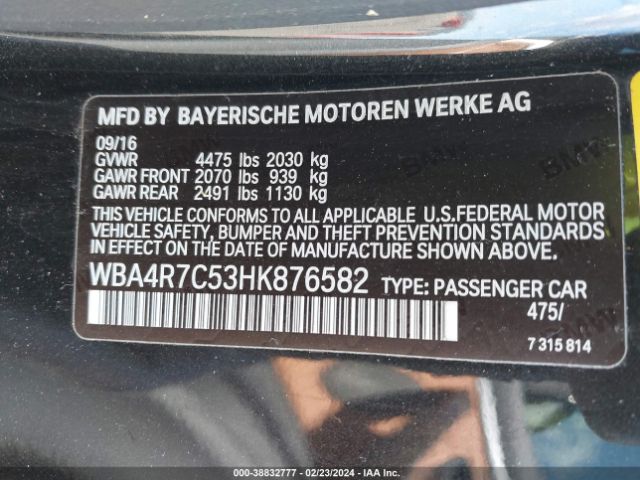 MFD BY BAYERISCHE MOTOREN WERKE AG
09/16
GVWR 4475 lbs 2030 kg
GAWR FRONT 2070 lbs 939 kg
GAWR REAR 2491 lbs 1130 kg
THIS VEHICLE CONFORMS TO ALL APPLICABLE U.S.FEDERAL MOTOR
VEHICLE SAFETY, BUMPER AND THEFT PREVENTION STANDARDS
IN EFFECT ON THE DATE OF MANUFACTURE SHOWN ABOVE.
WBA4R7C53HK876582 TYPE: PASSENGER CAR
475/
7 315 814
000-38832777 - 02/23/2024 - IAA Inc.